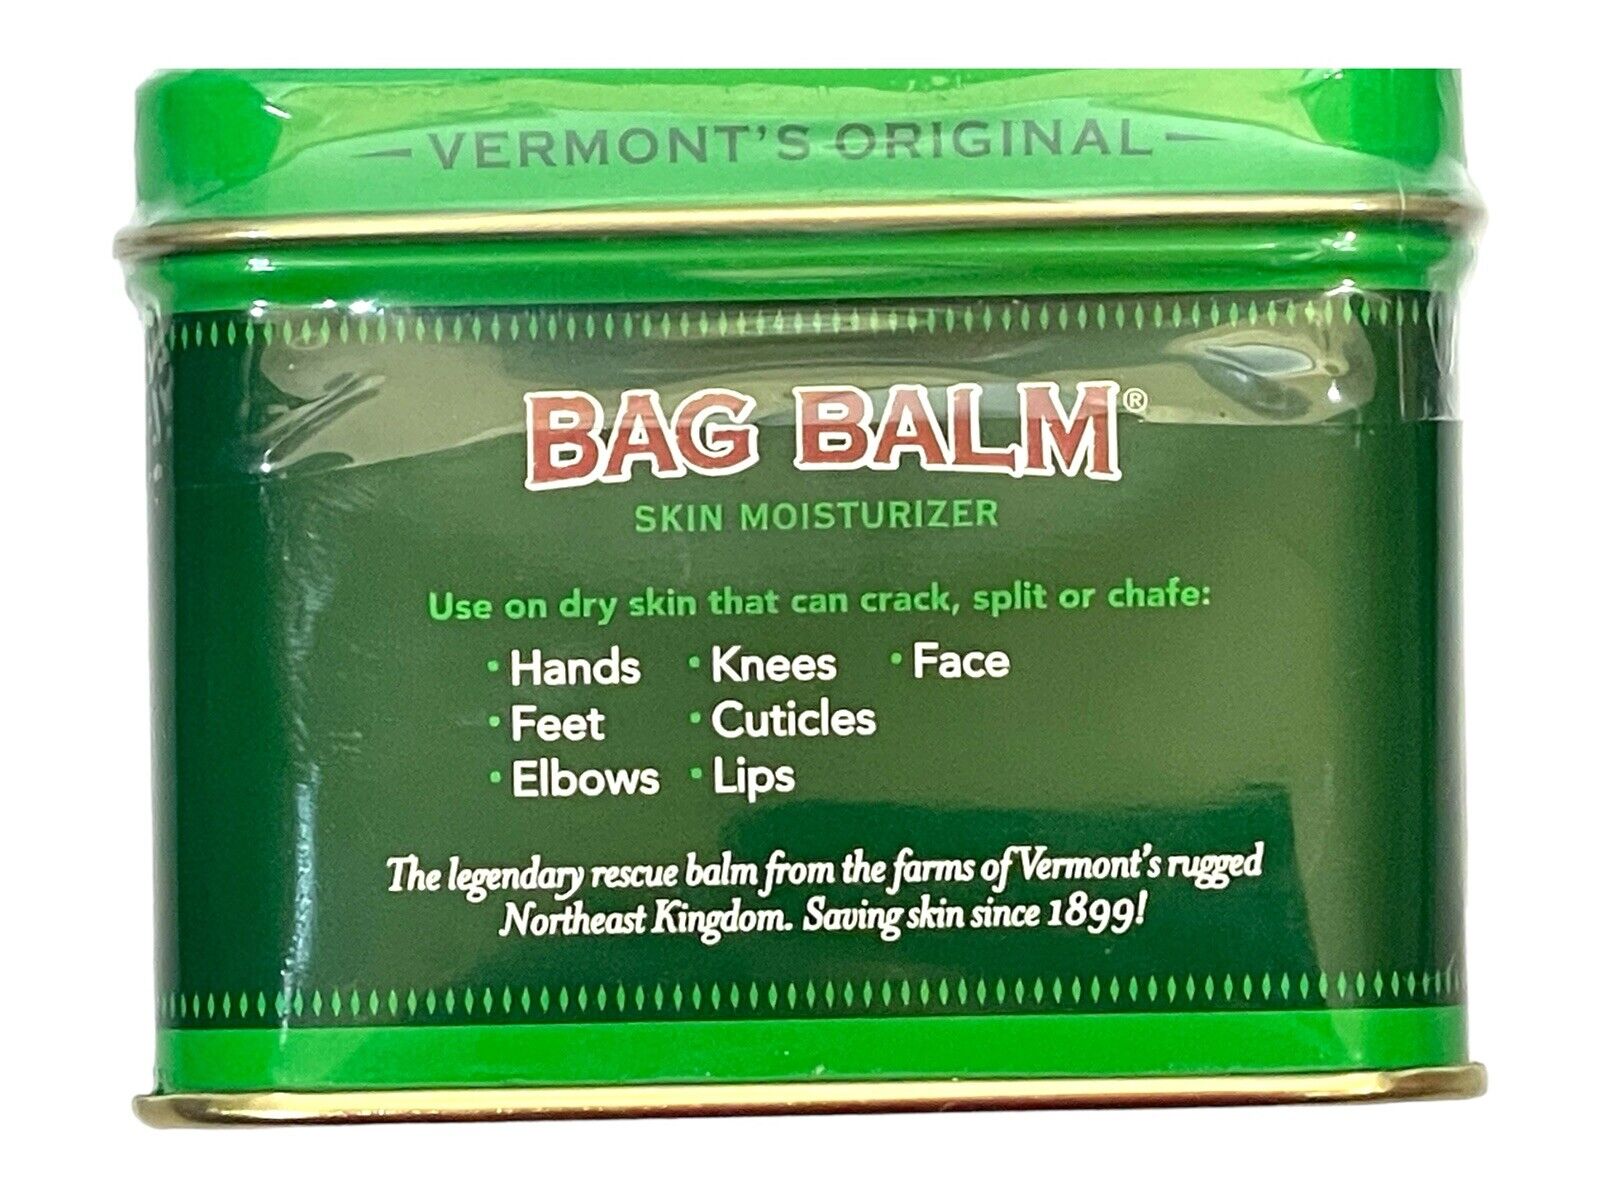 VERMONT'S ORIGINAL
BAG BALM®
SKIN MOISTURIZER
Use on dry skin that can crack, split or chafe:
• Hands • Knees • Face
• Feet • Cuticles
• Elbows • Lips
The legendary rescue balm from the farms of Vermont's rugged
Northeast Kingdom. Saving skin since 1899!